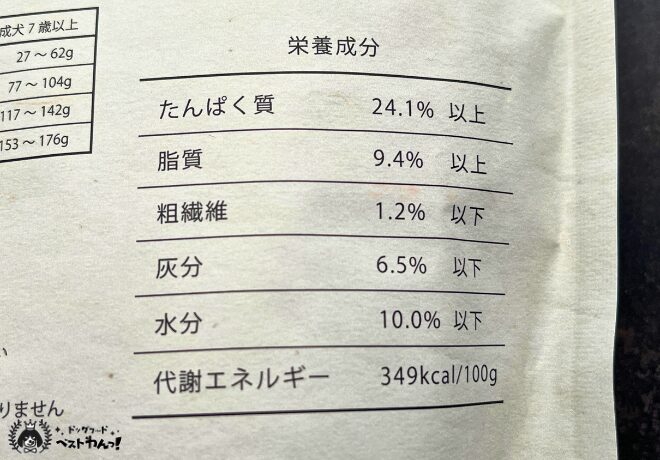 成犬7歳以上
27～62g
77～104g
117～142g
153～176g
栄養成分
たんぱく質 24.1% 以上
脂質 9.4% 以上
粗繊維 1.2% 以下
灰分 6.5% 以下
水分 10.0% 以下
代謝エネルギー 349kcal/100g
い
りません
ドッグフード
ベストわんっ!